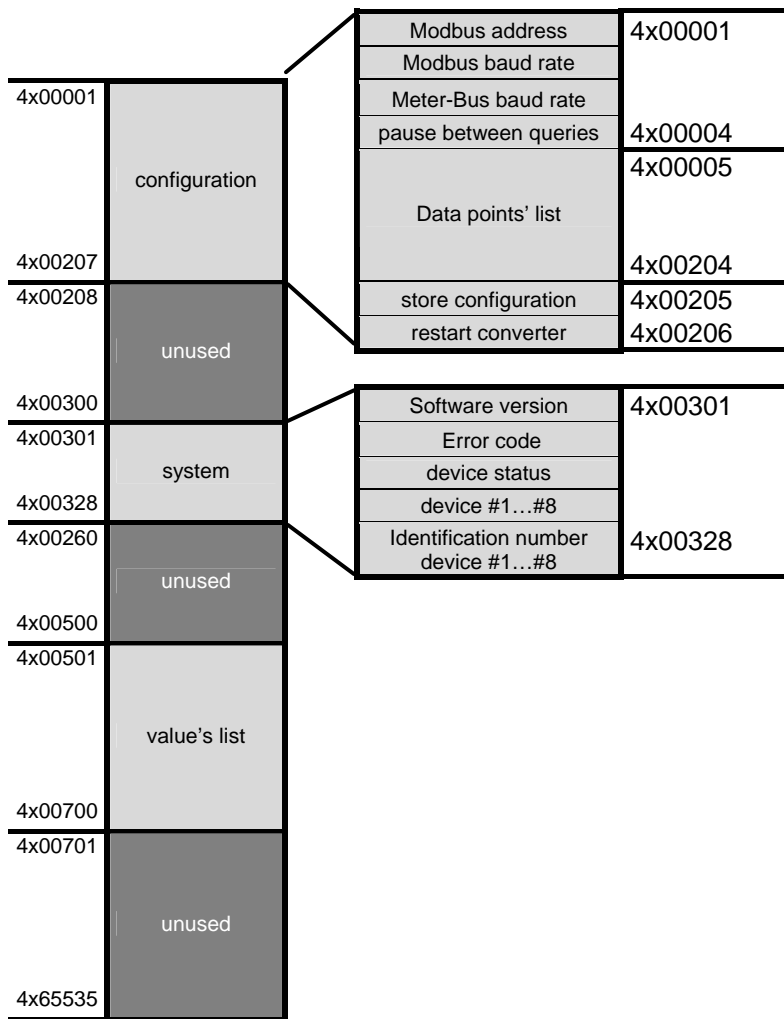 4x00001
configuration
4x00207
4x00208
unused
4x00300
4x00301
system
4x00328
4x00260
unused
4x00500
4x00501
value's list
4x00700
4x00701
unused
4x65535
Modbus address 4x00001
Modbus baud rate
Meter-Bus baud rate
pause between queries 4x00004
4x00005
Data points' list
4x00204
store configuration 4x00205
restart converter 4x00206
Software version 4x00301
Error code
device status
device #1…#8
Identification number 4x00328
device #1…#8